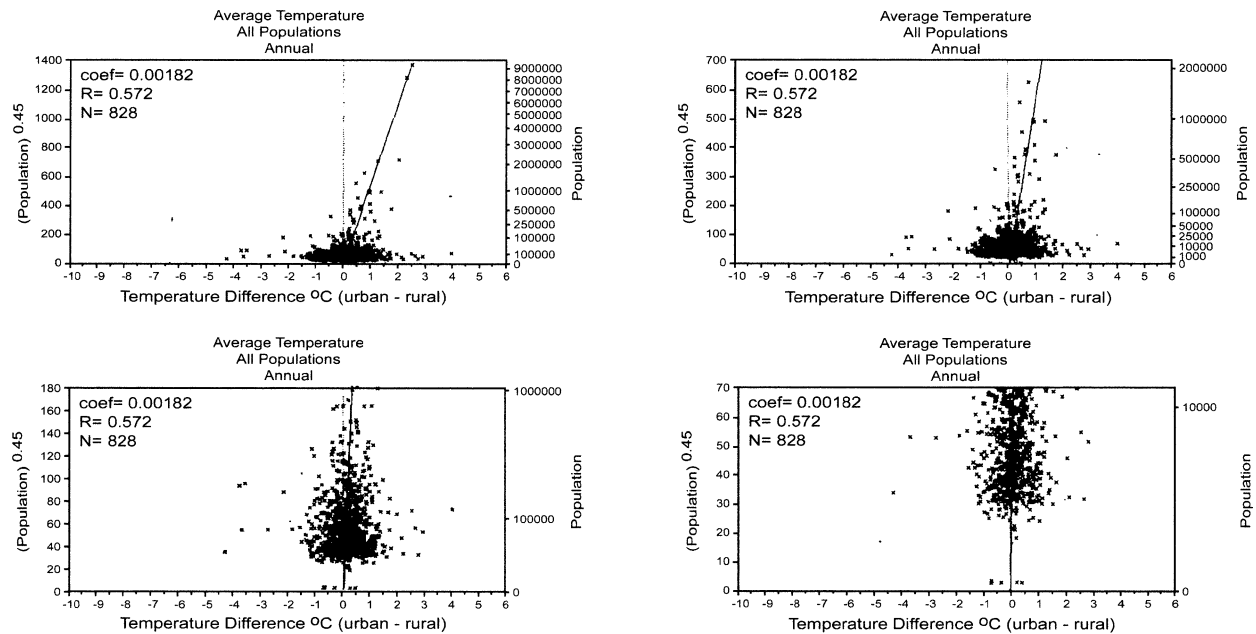 Average Temperature
All Populations
Annual
coef= 0.00182
R= 0.572
N= 828
(Population) 0.45
1400
1200
1000
800
600
400
200
0
9000000
8000000
7000000
6000000
5000000
4000000
3000000
2000000
1000000
500000
250000
100000
100000
0
Population
-10 -9 -8 -7 -6 -5 -4 -3 -2 -1 0 1 2 3 4 5 6
Temperature Difference ºC (urban - rural)
Average Temperature
All Populations
Annual
coef= 0.00182
R= 0.572
N= 828
(Population) 0.45
700
600
500
400
300
200
100
0
2000000
1000000
500000
250000
100000
50000
25000
10000
1000
0
Population
-10 -9 -8 -7 -6 -5 -4 -3 -2 -1 0 1 2 3 4 5 6
Temperature Difference ºC (urban - rural)
Average Temperature
All Populations
Annual
coef= 0.00182
R= 0.572
N= 828
(Population) 0.45
180
160
140
120
100
80
60
40
20
0
1000000
100000
0
Population
-10 -9 -8 -7 -6 -5 -4 -3 -2 -1 0 1 2 3 4 5 6
Temperature Difference ºC (urban - rural)
Average Temperature
All Populations
Annual
coef= 0.00182
R= 0.572
N= 828
(Population) 0.45
70
60
50
40
30
20
10
0
10000
0
Population
-10 -9 -8 -7 -6 -5 -4 -3 -2 -1 0 1 2 3 4 5 6
Temperature Difference ºC (urban - rural)